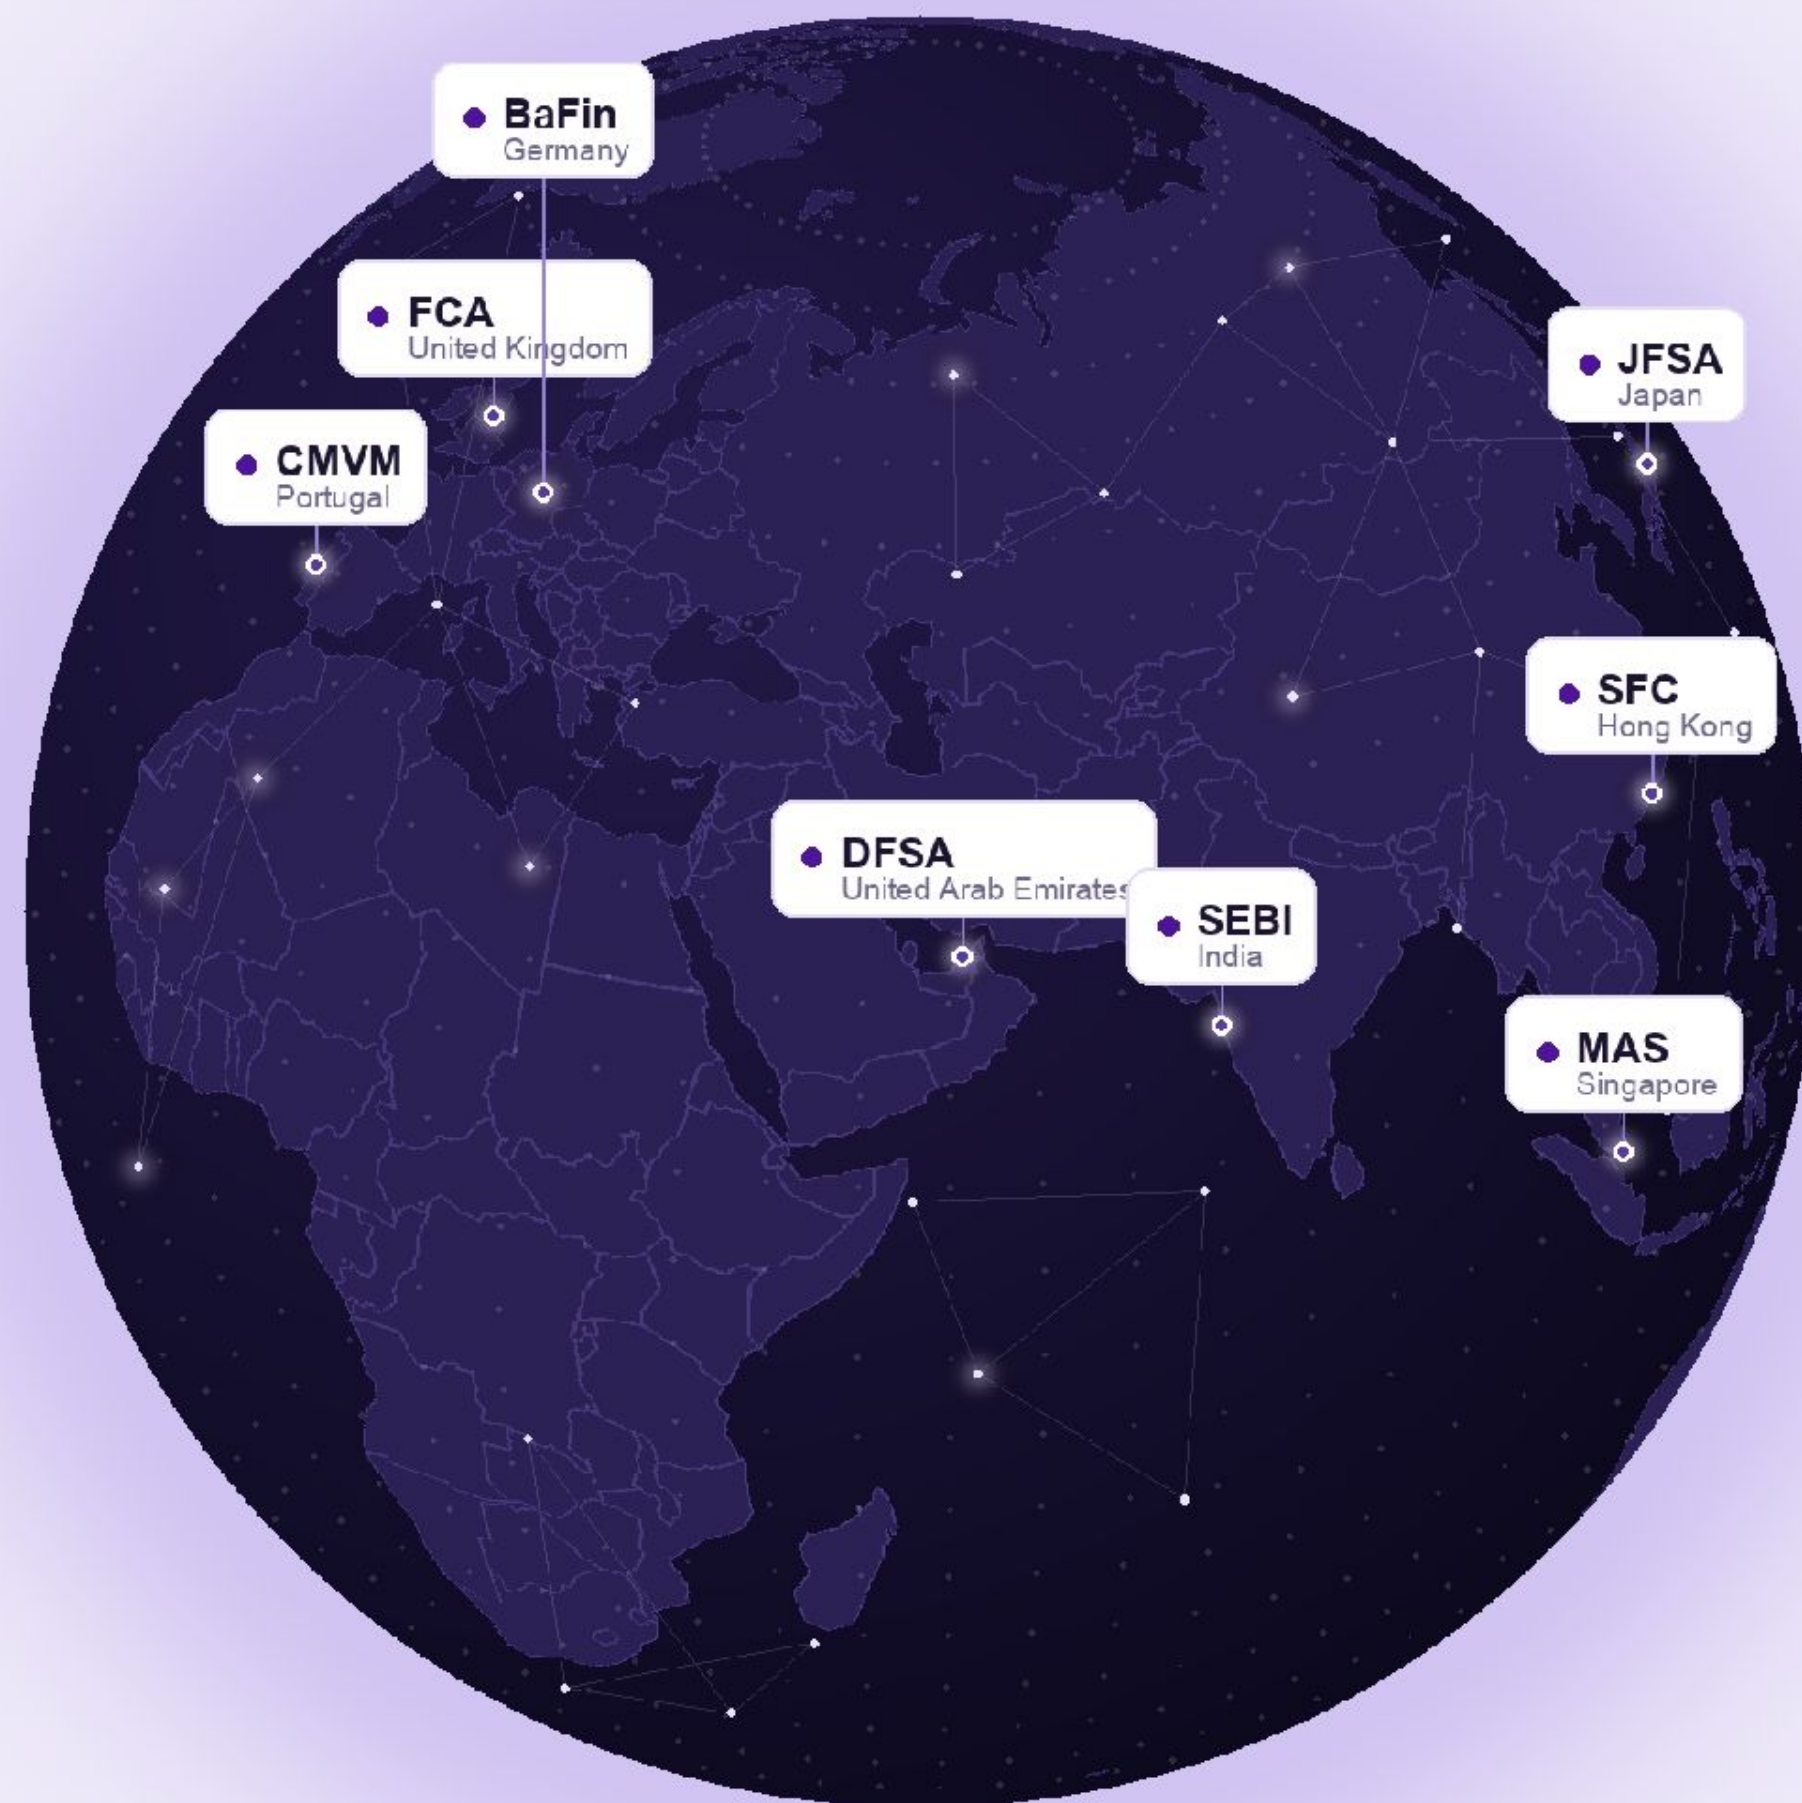 BaFin
Germany
FCA
United Kingdom
JFSA
Japan
CMVM
Portugal
SFC
Hong Kong
DFSA
United Arab Emirates
SEBI
India
MAS
Singapore